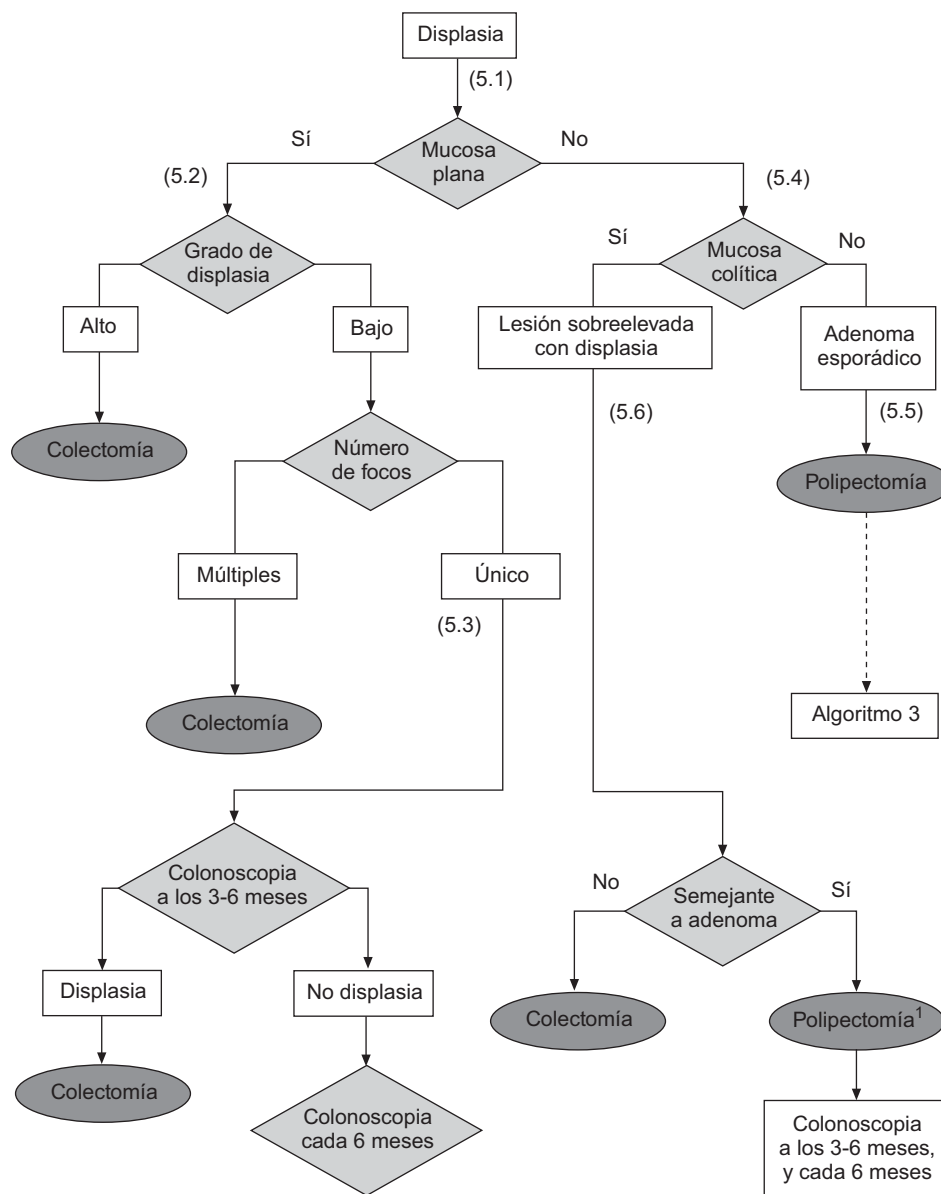 Displasia
(5.1)
Sí
Mucosa
plana
No
(5.2)
(5.4)
Grado de
displasia
Sí
Mucosa
colítica
No
Alto
Bajo
Lesión sobreelevada
con displasia
Adenoma
esporádico
(5.6)
(5.5)
Colectomía
Número
de focos
Polipectomía
Múltiples
Único
(5.3)
Colectomía
Algoritmo 3
Colonoscopia
a los 3-6 meses
No
Semejante
a adenoma
Sí
Displasia
No displasia
Colectomía
Polipectomía1
Colectomía
Colonoscopia
cada 6 meses
Colonoscopia
a los 3-6 meses,
y cada 6 meses